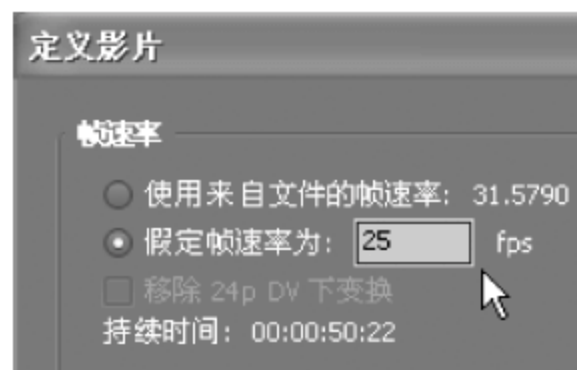 定义影片
帧速率
使用来自文件的帧速率: 31.5790
假定帧速率为: 25 fps
移除 24p DV 下变换
持续时间: 00:00:50:22